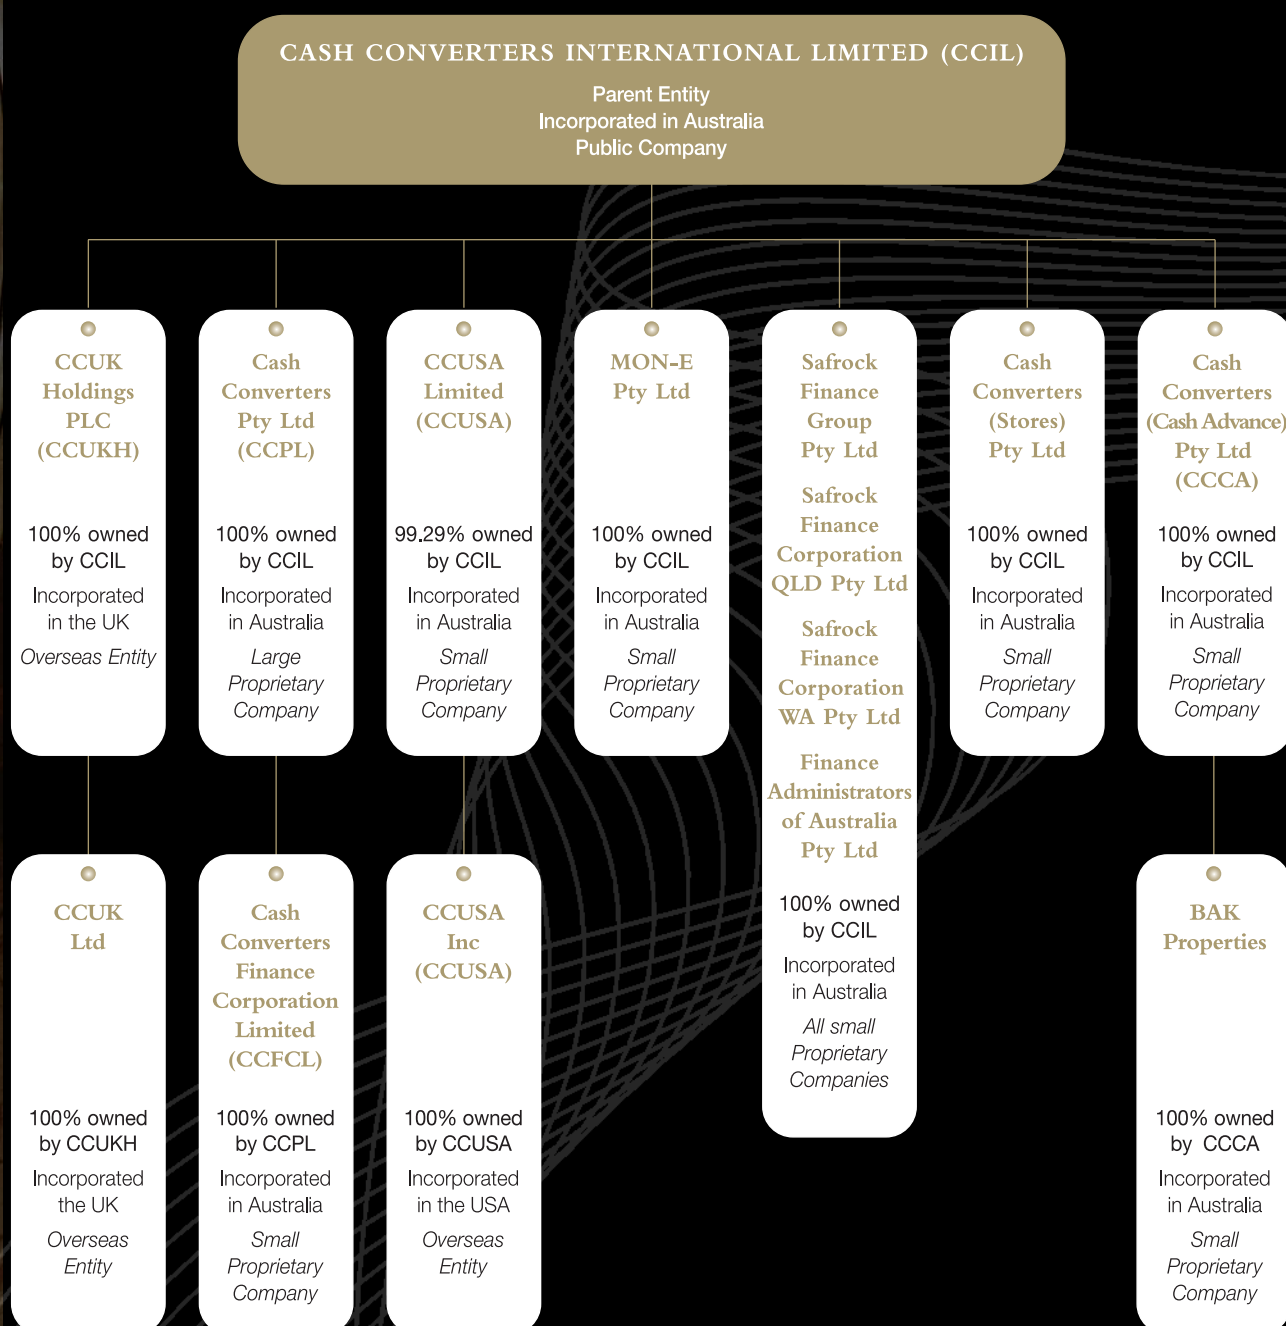 CASH CONVERTERS INTERNATIONAL LIMITED (CCIL)
Parent Entity
Incorporated in Australia
Public Company
CCUK
Holdings
PLC
(CCUKH)
100% owned
by CCIL
Incorporated
in the UK
Overseas Entity
Cash
Converters
Pty Ltd
(CCPL)
100% owned
by CCIL
Incorporated
in Australia
Large
Proprietary
Company
CCUSA
Limited
(CCUSA)
99.29% owned
by CCIL
Incorporated
in Australia
Small
Proprietary
Company
MON-E
Pty Ltd
100% owned
by CCIL
Incorporated
in Australia
Small
Proprietary
Company
Safrock
Finance
Group
Pty Ltd
Safrock
Finance
Corporation
QLD Pty Ltd
Safrock
Finance
Corporation
WA Pty Ltd
Finance
Administrators
of Australia
Pty Ltd
100% owned
by CCIL
Incorporated
in Australia
All small
Proprietary
Companies
Cash
Converters
(Stores)
Pty Ltd
100% owned
by CCIL
Incorporated
in Australia
Small
Proprietary
Company
Cash
Converters
(Cash Advance)
Pty Ltd
(CCCA)
100% owned
by CCIL
Incorporated
in Australia
Small
Proprietary
Company
CCUK
Ltd
100% owned
by CCUKH
Incorporated
the UK
Overseas
Entity
Cash
Converters
Finance
Corporation
Limited
(CCFCL)
100% owned
by CCPL
Incorporated
in Australia
Small
Proprietary
Company
CCUSA
Inc
(CCUSA)
100% owned
by CCUSA
Incorporated
in the USA
Overseas
Entity
BAK
Properties
100% owned
by CCCA
Incorporated
in Australia
Small
Proprietary
Company